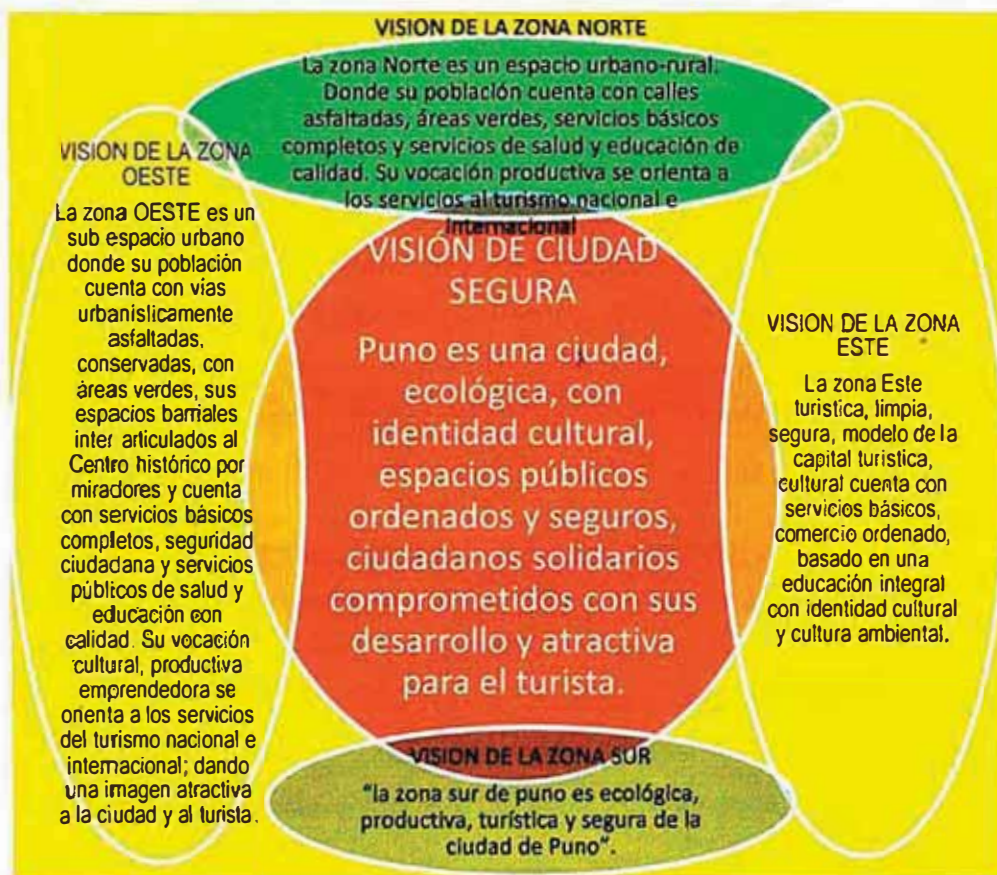 VISION DE LA ZONA NORTE
La zona Norte es un espacio urbano-rural.
Donde su población cuenta con calles
asfaltadas, áreas verdes, servicios básicos
completos y servicios de salud y educación de
calidad. Su vocación productiva se orienta a
los servicios al turismo nacional e
internacional
VISION DE LA ZONA
OESTE
La zona OESTE es un
sub espacio urbano
donde su población
cuenta con vías
urbanislicamente
asfaltadas,
conservadas, con
áreas verdes, sus
espacios barriales
inter articulados al
Centro histórico por
miradores y cuenta
con servicios básicos
completos, seguridad
ciudadana y servicios
públicos de salud y
educación con
calidad. Su vocación
cultural, productiva
emprendedora se
orienta a los servicios
del turismo nacional e
internacional; dando
una imagen atractiva
a la ciudad y al turista.
VISIÓN DE CIUDAD
SEGURA
Puno es una ciudad,
ecológica, con
identidad cultural,
espacios públicos
ordenados y seguros,
ciudadanos solidarios
comprometidos con sus
desarrollo y atractiva
para el turista.
VISION DE LA ZONA
ESTE
La zona Este
turistica, limpia,
segura, modelo de la
capital turistica,
cultural cuenta con
servicios básicos,
comercio ordenado,
basado en una
educación integral
con identidad cultural
y cultura ambiental.
VISION DE LA ZONA SUR
"la zona sur de puno es ecológica,
productiva, turística y segura de la
ciudad de Puno".